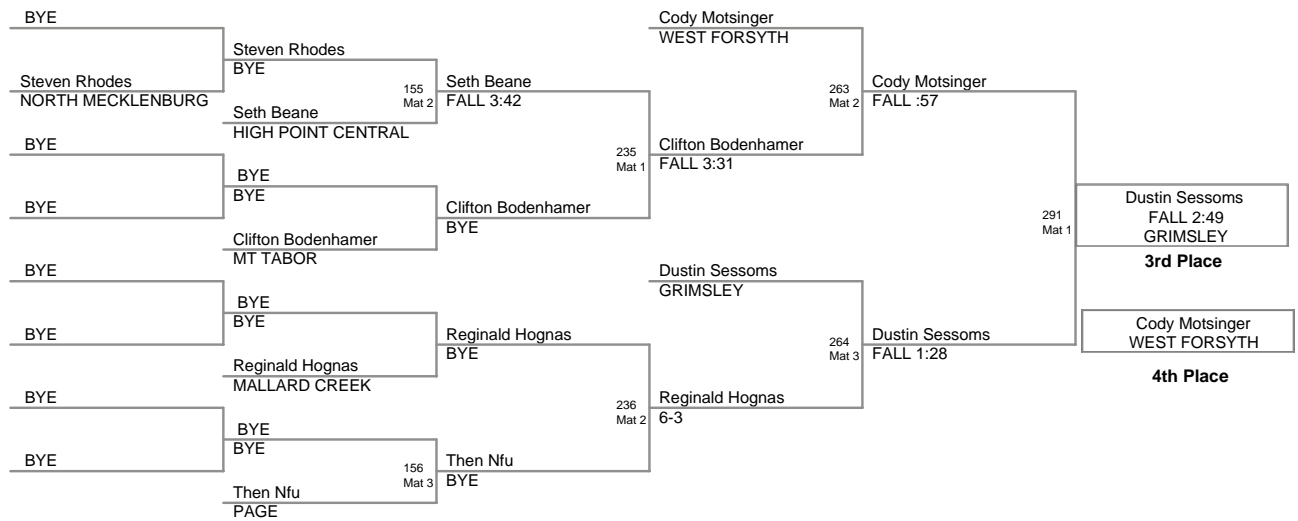 BYE
Steven Rhodes
NORTH MECKLENBURG
BYE
BYE
BYE
BYE
BYE
BYE
Steven Rhodes
BYE
Seth Beane
HIGH POINT CENTRAL
BYE
BYE
Clifton Bodenhamer
MT TABOR
BYE
BYE
Reginald Hognas
MALLARD CREEK
BYE
BYE
Then Nfu
PAGE
155
Mat 2
156
Mat 3
Seth Beane
FALL 3:42
Clifton Bodenhamer
BYE
Reginald Hognas
BYE
Then Nfu
BYE
235
Mat 1
236
Mat 2
Cody Motsinger
WEST FORSYTH
Clifton Bodenhamer
FALL 3:31
Dustin Sessoms
GRIMSLEY
Reginald Hognas
6-3
263
Mat 2
264
Mat 3
Cody Motsinger
FALL :57
Dustin Sessoms
FALL 1:28
291
Mat 1
Dustin Sessoms
FALL 2:49
GRIMSLEY
3rd Place
Cody Motsinger
WEST FORSYTH
4th Place